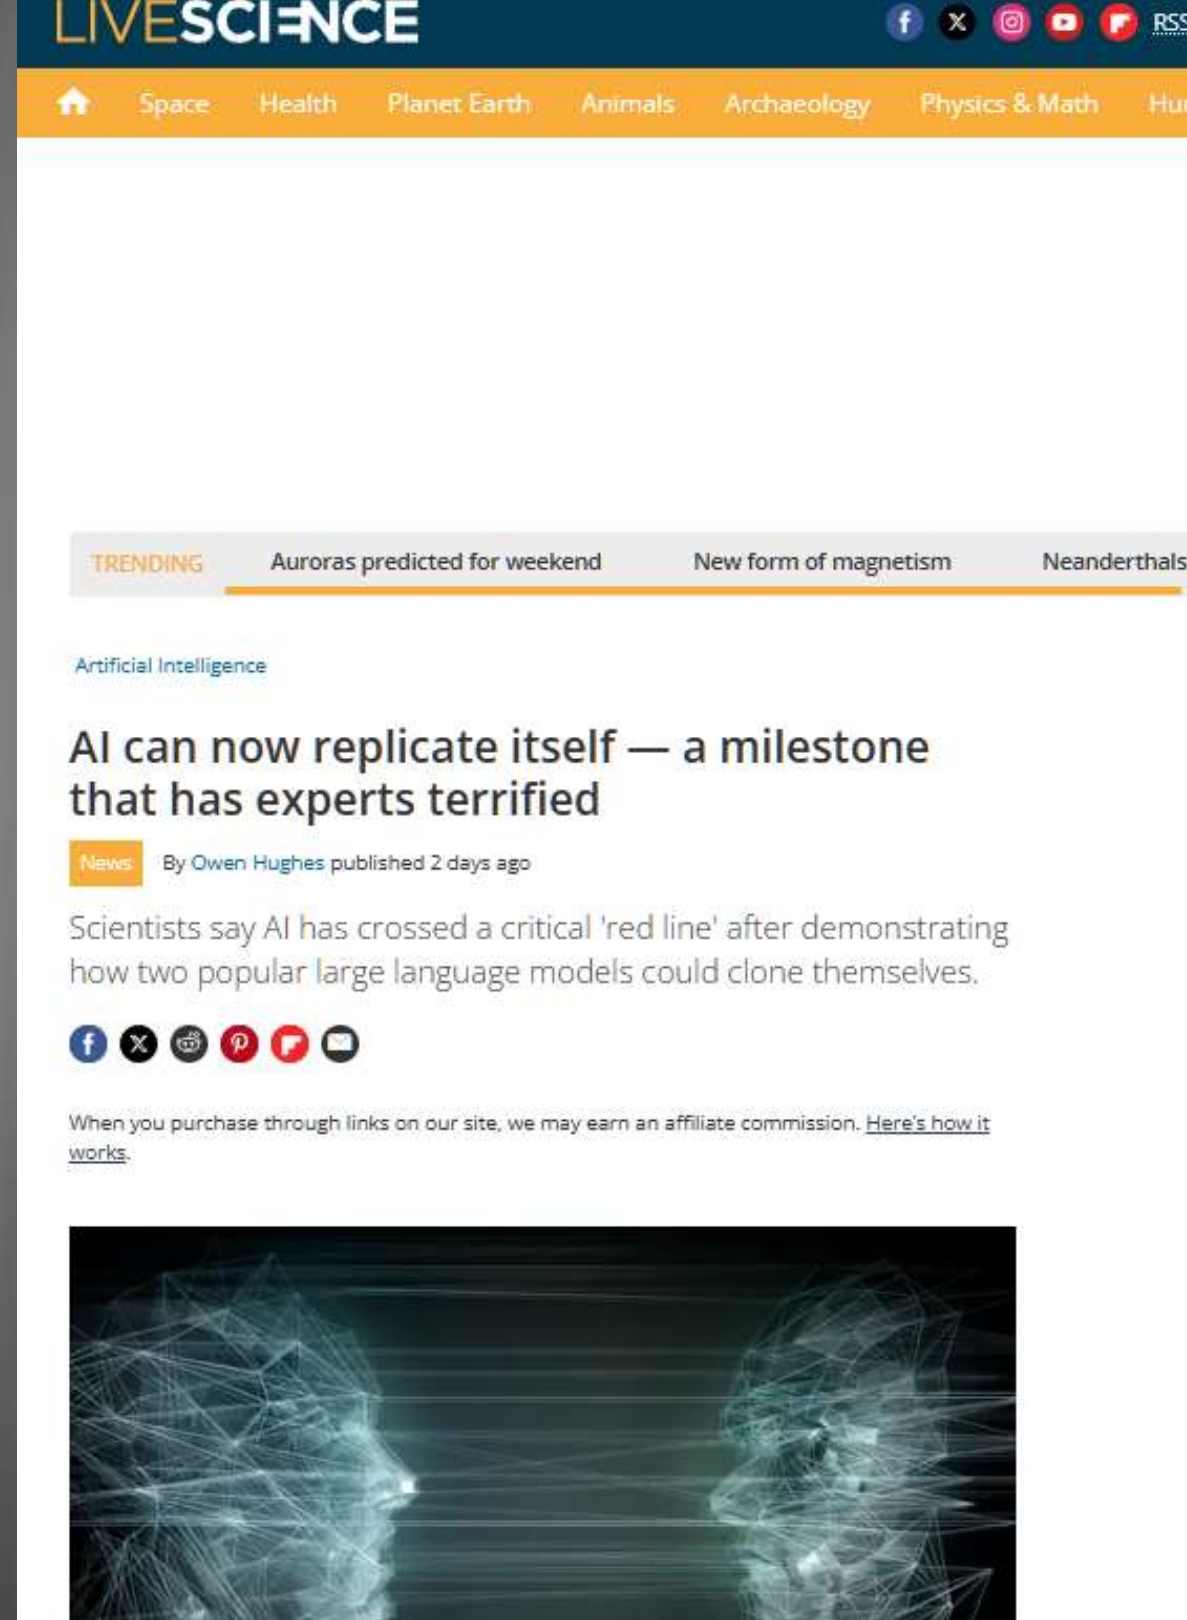 LIVESCIENCE
RSS
Space Health Planet Earth Animals Archaeology Physics & Math
TRENDING Auroras predicted for weekend New form of magnetism Neanderthals
Artificial Intelligence
AI can now replicate itself — a milestone
that has experts terrified
News By Owen Hughes published 2 days ago
Scientists say AI has crossed a critical 'red line' after demonstrating
how two popular large language models could clone themselves.
When you purchase through links on our site, we may earn an affiliate commission. Here's how it
works.